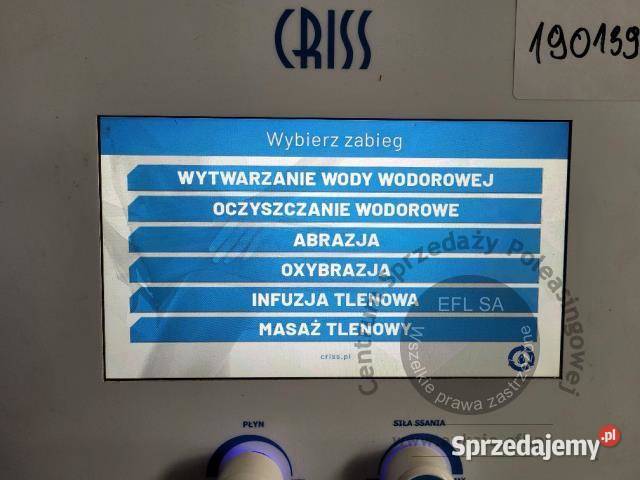 CRISS
190139
Wybierz zabieg
WYTWARZANIE WODY WODOROWEJ
OCZYSZCZANIE WODOROWE
ABRAZJA
OXYBRAZJA
INFUZJA TLENOWA
MASAŻ TLENOWY
criss.pl
Centrum Sprzedaży Poleasingowej
EFL SA
Wszelkie prawa zastrzeżone
PŁYN
SIŁA SSANIA
Sprzedajemy.pl